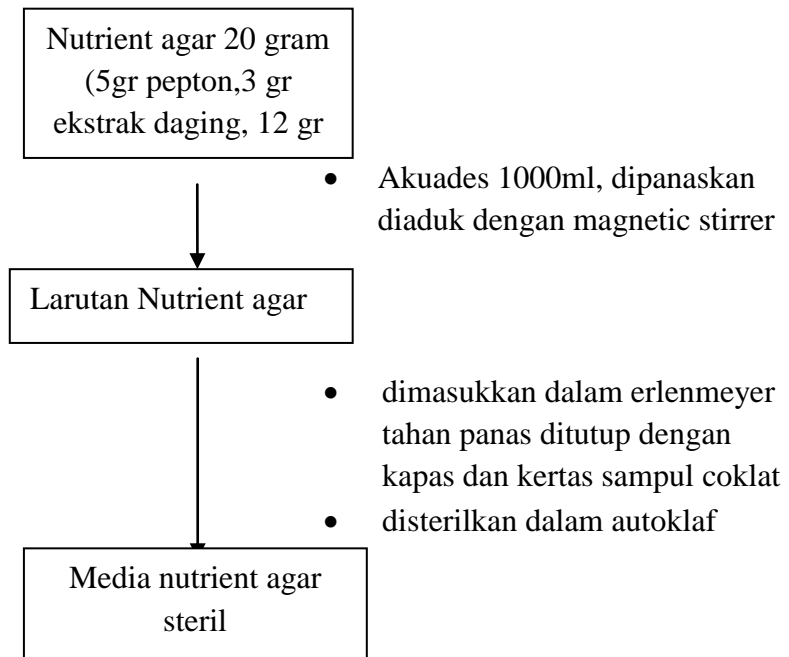 Nutrient agar 20 gram
(5gr pepton,3 gr
ekstrak daging, 12 gr
• Akuades 1000ml, dipanaskan
diaduk dengan magnetic stirrer
Larutan Nutrient agar
• dimasukkan dalam erlenmeyer
tahan panas ditutup dengan
kapas dan kertas sampul coklat
• disterilkan dalam autoklaf
Media nutrient agar
steril